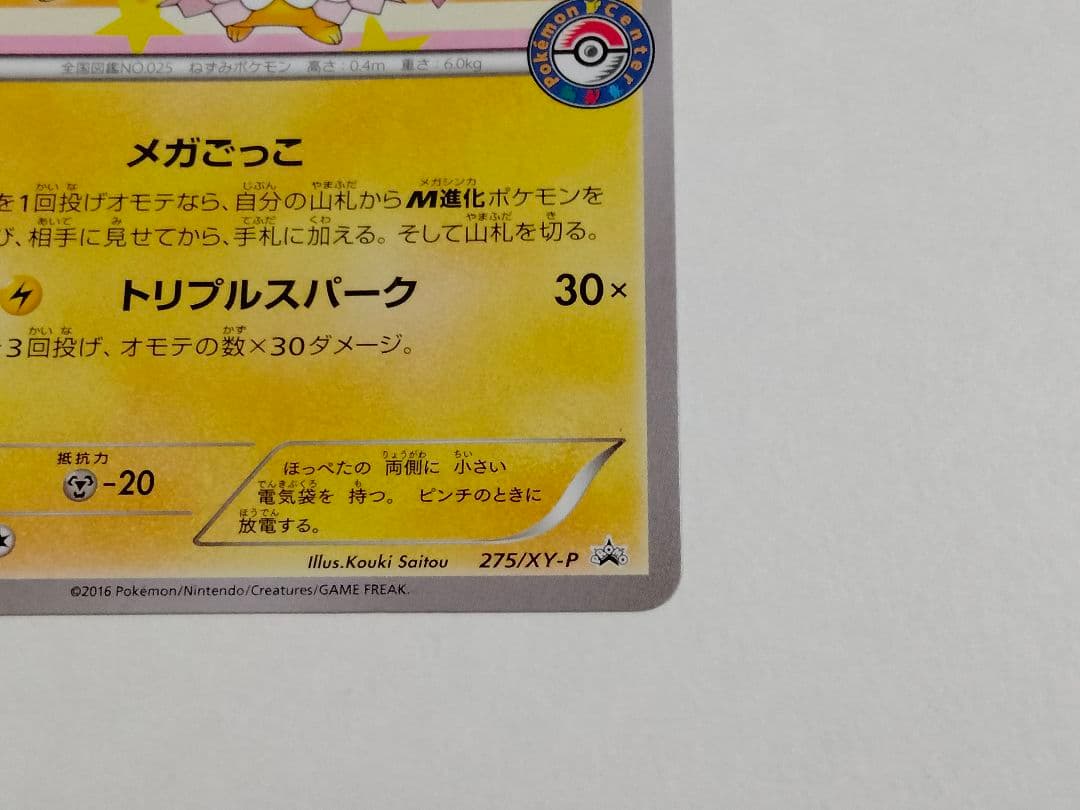 Pokémon Center
全国図鑑NO.025 ねずみポケモン 高さ:0.4m 重さ:6.0kg
メガごっこ
を1回投げオモテなら、自分の山札からM進化ポケモンを
び、相手に見せてから、手札に加える。そして山札を切る。
トリプルスパーク 30×
3回投げ、オモテの数×30ダメージ。
抵抗力
-20
ほっぺたの 両側に 小さい
電気袋を 持つ。 ピンチのときに
放電する。
Illus.Kouki Saitou 275/XY-P
©2016 Pokémon/Nintendo/Creatures/GAME FREAK.